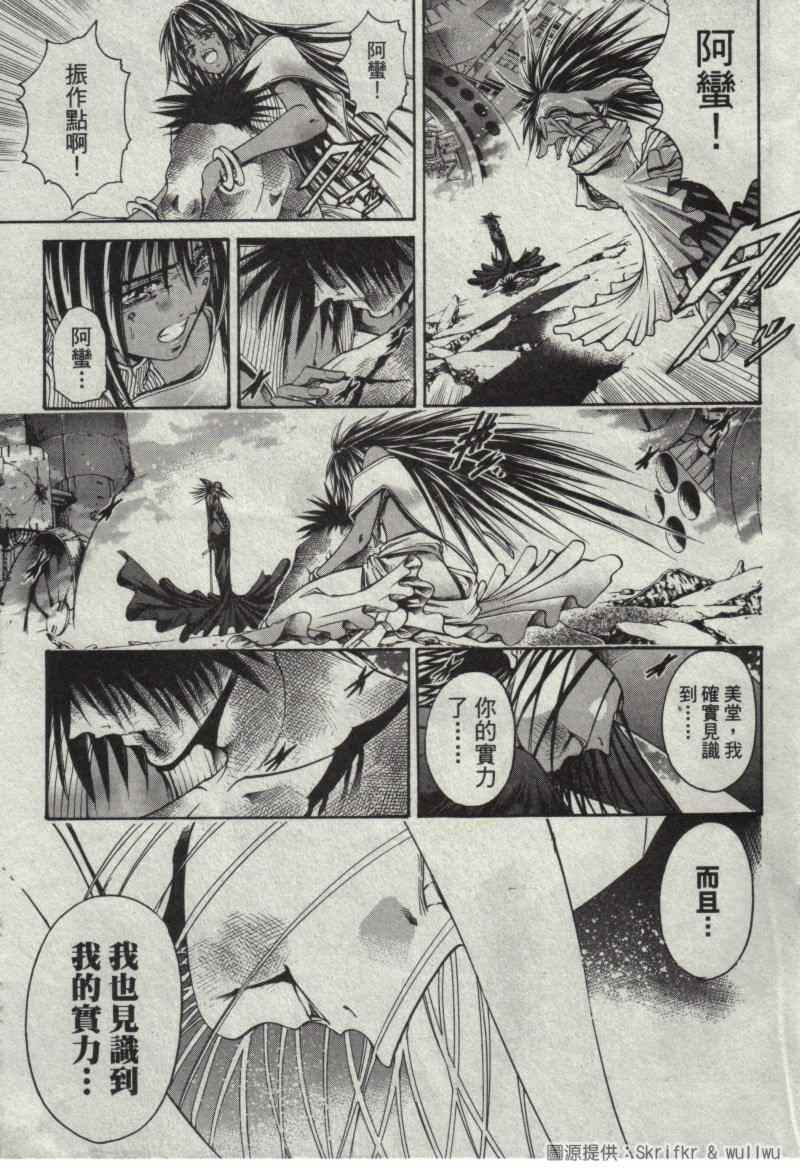 阿蠻！
阿蠻！
振作點啊！
阿蠻…
美堂，我
確實見識
到……
你的實力
了……
而且…
我也見識到
我的實力…
圖源提供：Skrifkr & wullwu